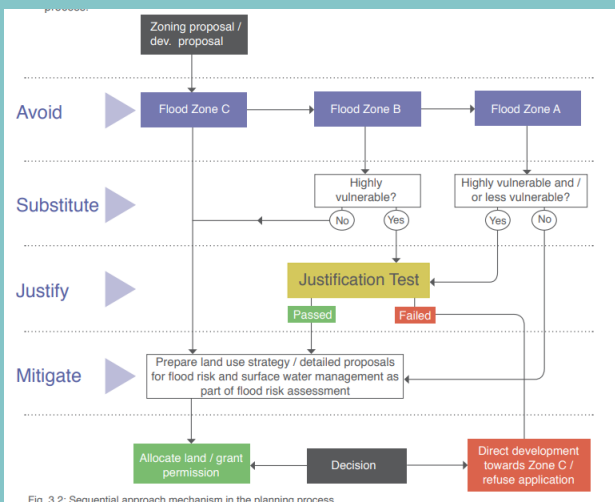 process.
Zoning proposal /
dev. proposal
Avoid
Flood Zone C
Flood Zone B
Flood Zone A
Substitute
Highly
vulnerable?
Highly vulnerable and /
or less vulnerable?
No
Yes
Yes
No
Justify
Justification Test
Passed
Failed
Mitigate
Prepare land use strategy / detailed proposals
for flood risk and surface water management as
part of flood risk assessment
Allocate land / grant
permission
Decision
Direct development
towards Zone C /
refuse application
Fig. 3.2: Sequential approach mechanism in the planning process